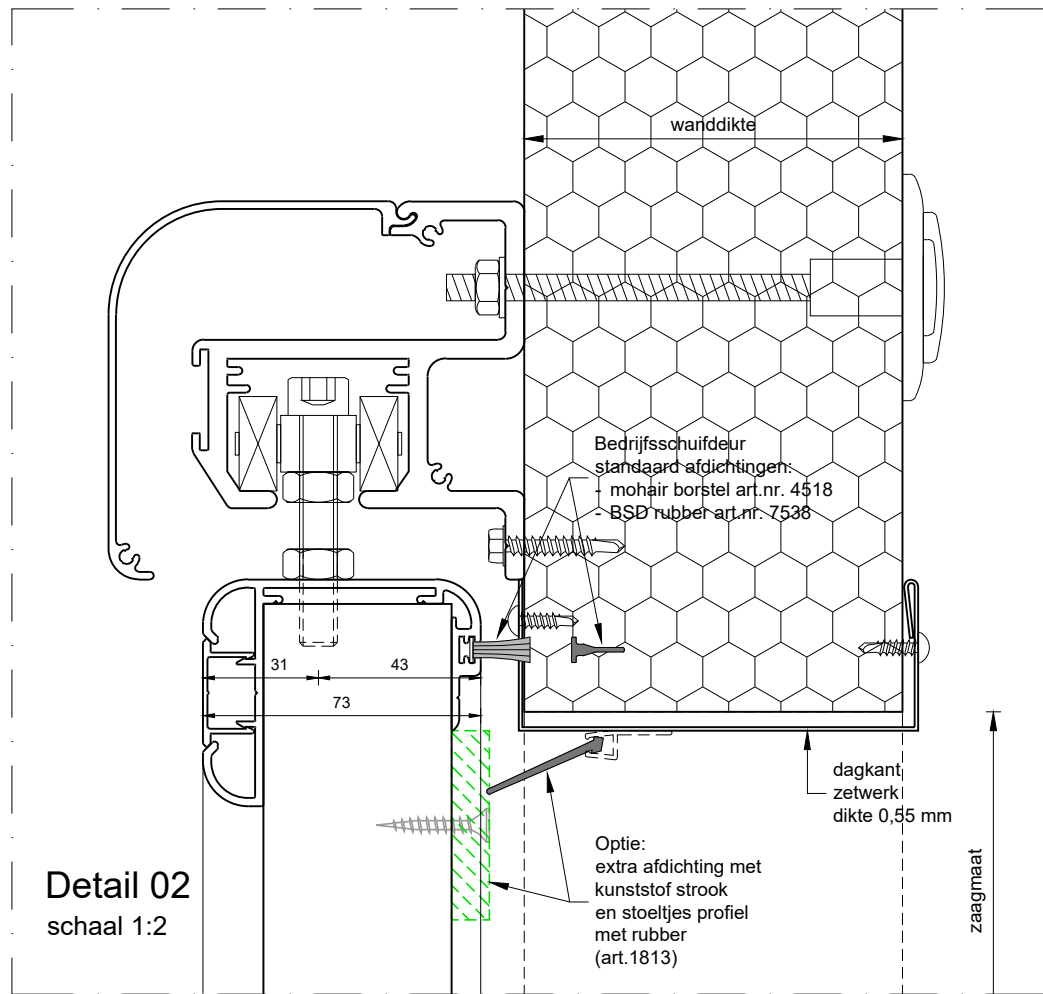 wanddikte
Bedrijfsschuifdeur
standaard afdichtingen:
- mohair borstel art.nr. 4518
- BSD rubber art.nr. 7538
31
43
73
dagkant
zetwerk
dikte 0,55 mm
zaagmaat
Optie:
extra afdichting met
kunststof strook
en stoeltjes profiel
met rubber
(art.1813)
Detail 02
schaal 1:2